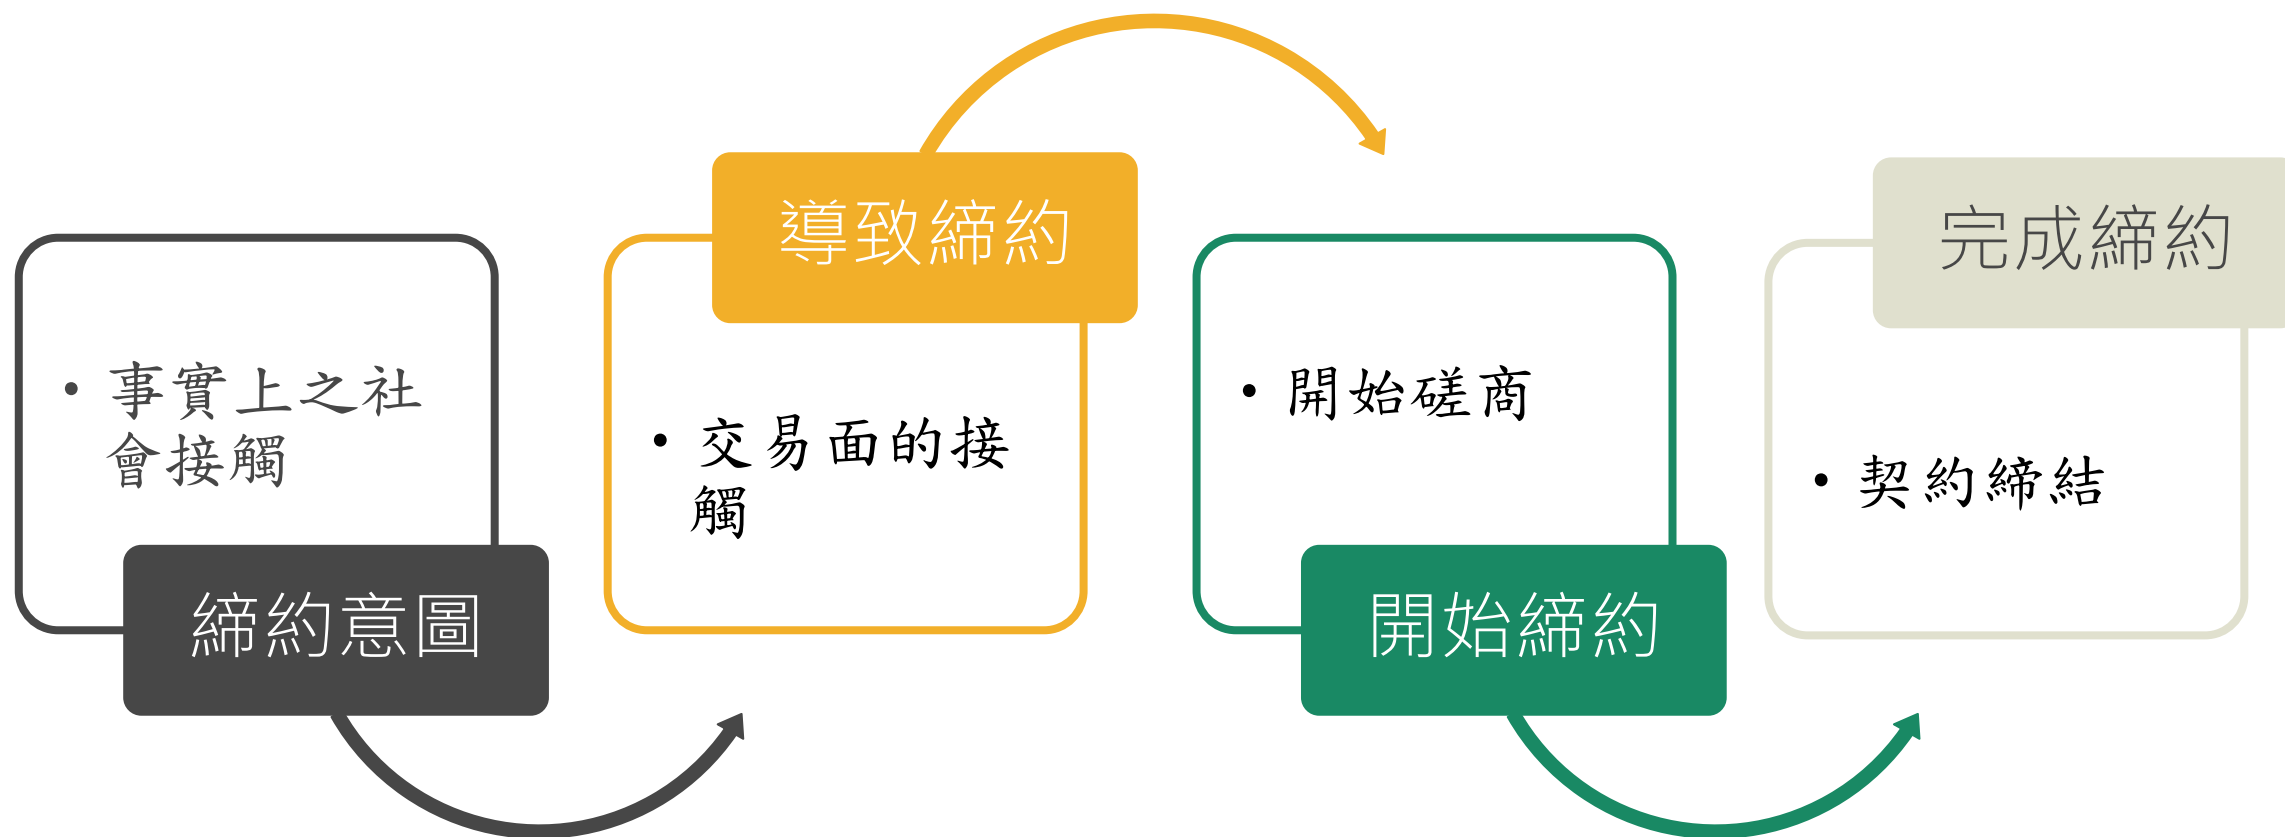 • 事實上之社
會接觸
締約意圖
導致締約
• 交易面的接
觸
• 開始磋商
開始締約
完成締約
• 契約締結